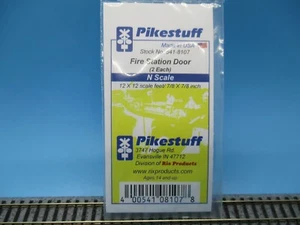 Pikestuff
Made in USA
Stock No. 541-8107
Fire Station Door
(2 Each)
N Scale
12 X 12 scale feet/ 7/8 X 7/8 inch
Pikestuff
3747 Hogue Rd.
Evansville IN 47712
Division of Rix Products
www.rixproducts.com
Ages 14 and up
4 00541 08107 8